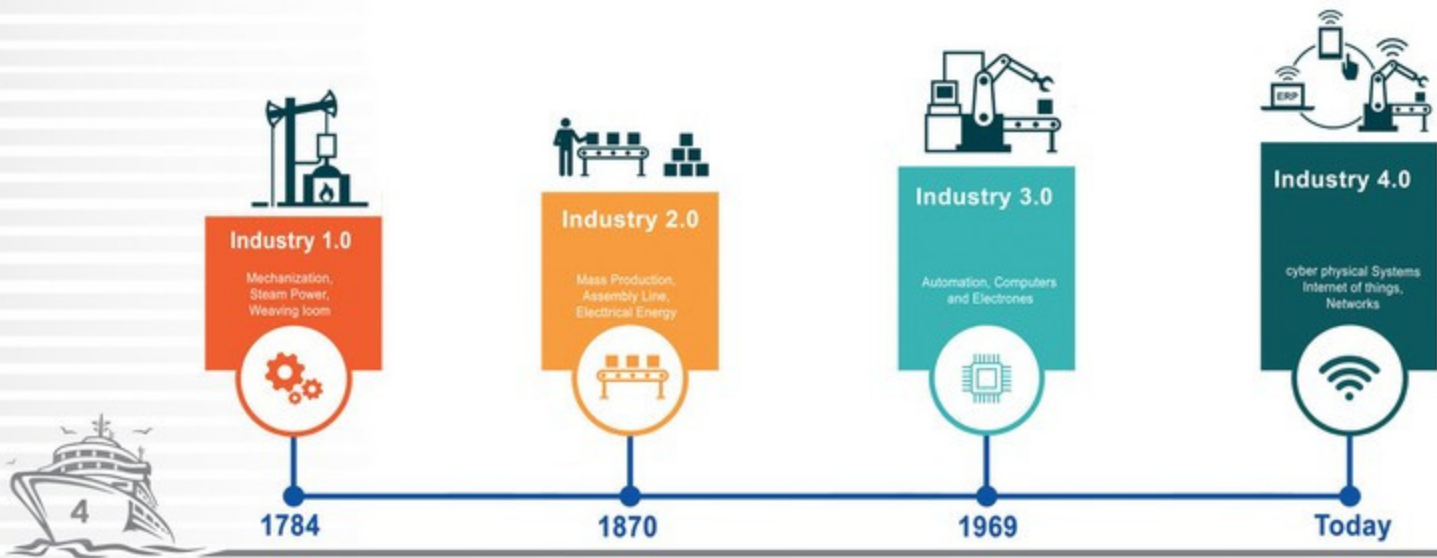 ERP
Industry 1.0
Mechanization,
Steam Power,
Weaving loom
Industry 2.0
Mass Production,
Assembly Line,
Electtrical Energy
Industry 3.0
Automation, Computers
and Electrones
Industry 4.0
cyber physical Systems
Internet of things,
Networks
4
1784
1870
1969
Today